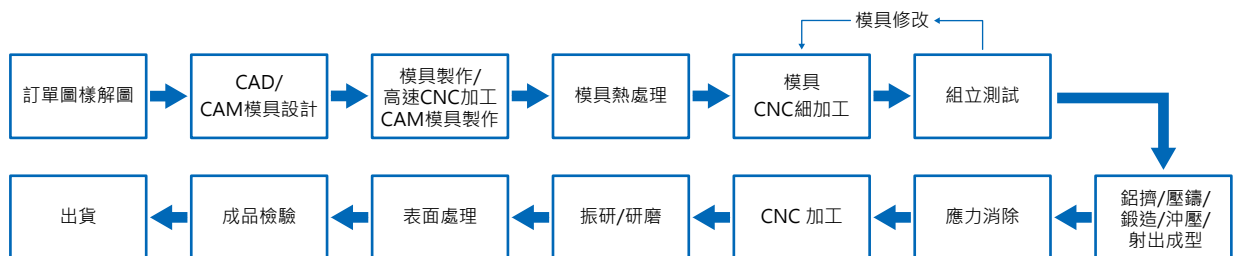 模具修改
訂單圖樣解圖
CAD/
CAM模具設計
模具製作/
高速CNC加工
CAM模具製作
模具熱處理
模具
CNC細加工
組立測試
鋁擠/壓鑄/
鍛造/沖壓/
射出成型
應力消除
CNC 加工
振研/研磨
表面處理
成品檢驗
出貨